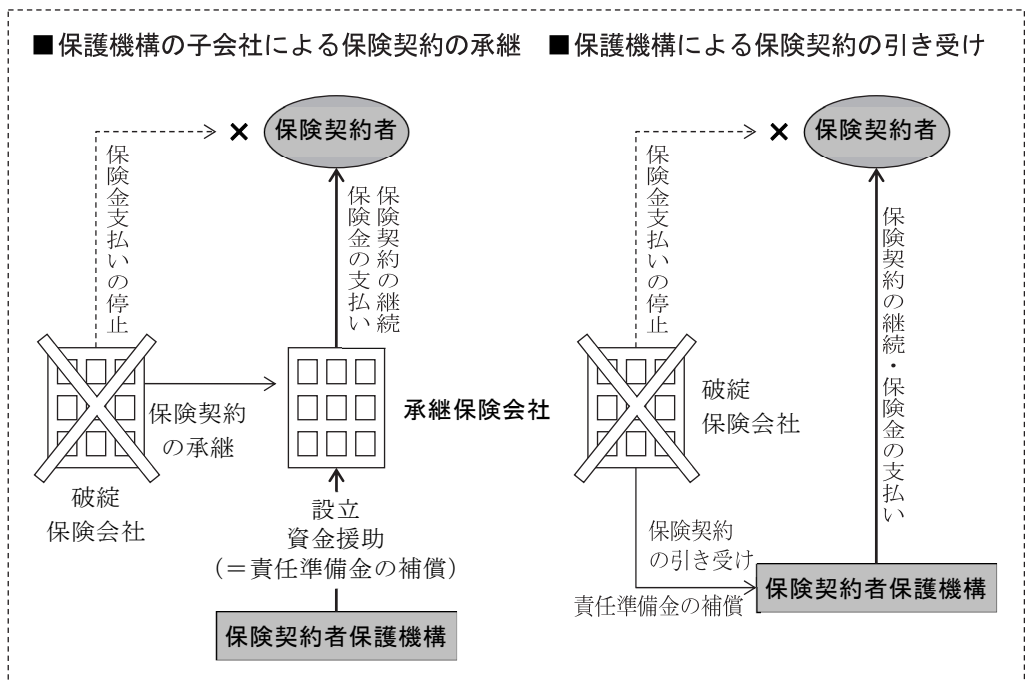 ■保護機構の子会社による保険契約の承継
保険契約者
×
保険金支払いの停止
保険契約の継続
保険金の支払い
保険契約
の承継
承継保険会社
破綻
保険会社
設立
資金援助
（＝責任準備金の補償）
保険契約者保護機構
■保護機構による保険契約の引き受け
保険契約者
×
保険金支払いの停止
保険契約の継続・保険金の支払い
破綻
保険会社
保険契約
の引き受け
責任準備金の補償
保険契約者保護機構